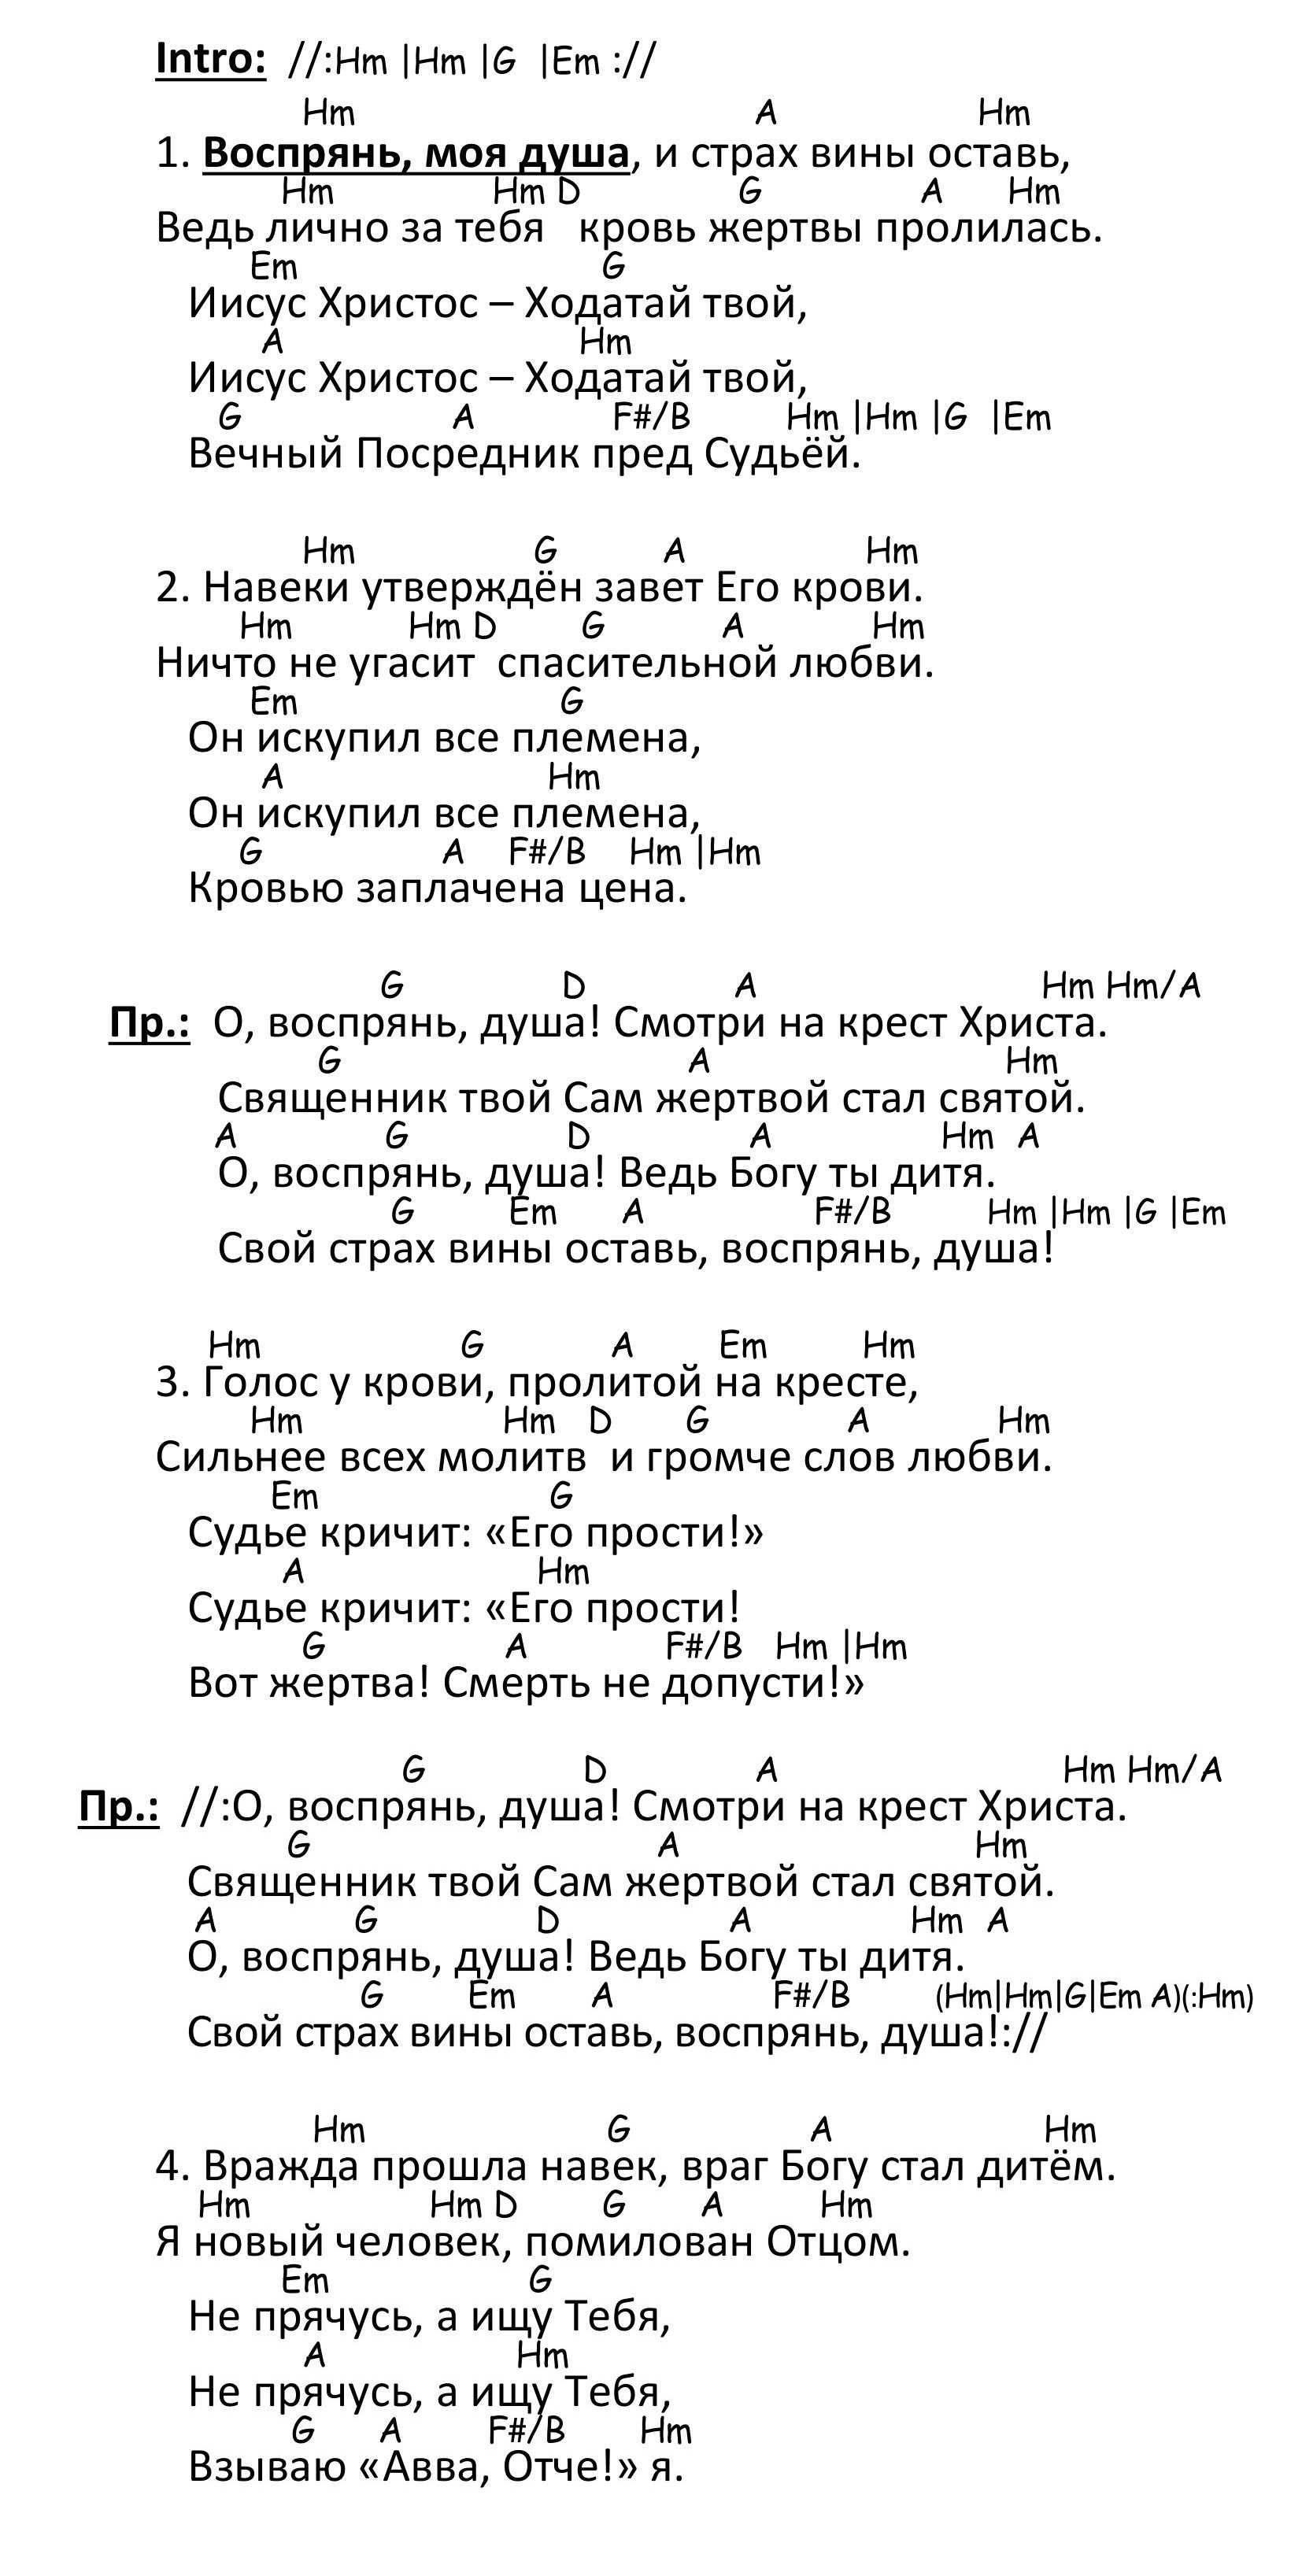 Intro: //:Hm |Hm |G |Em ://
Hm A Hm
1. Воспрянь, моя душа, и страх вины оставь,
Hm Hm D G A Hm
Ведь лично за тебя кровь жертвы пролилась.
Em G
Иисус Христос – Ходатай твой,
A Hm
Иисус Христос – Ходатай твой,
G A F#/B Hm |Hm |G |Em
Вечный Посредник пред Судьёй.
Hm G A Hm
2. Навеки утверждён завет Его крови.
Hm Hm D G A Hm
Ничто не угасит спасительной любви.
Em G
Он искупил все племена,
A Hm
Он искупил все племена,
G A F#/B Hm |Hm
Кровью заплачена цена.
G D A Hm Hm/A
Пр.: О, воспрянь, душа! Смотри на крест Христа.
G A Hm
Священник твой Сам жертвой стал святой.
A G D A Hm A
О, воспрянь, душа! Ведь Богу ты дитя.
G Em A F#/B Hm |Hm |G |Em
Свой страх вины оставь, воспрянь, душа!
Hm G A Em Hm
3. Голос у крови, пролитой на кресте,
Hm Hm D G A Hm
Сильнее всех молитв и громче слов любви.
Em G
Судье кричит: «Его прости!»
A Hm
Судье кричит: «Его прости!
G A F#/B Hm |Hm
Вот жертва! Смерть не допусти!»
G D A Hm Hm/A
Пр.: //:О, воспрянь, душа! Смотри на крест Христа.
G A Hm
Священник твой Сам жертвой стал святой.
A G D A Hm A
О, воспрянь, душа! Ведь Богу ты дитя.
G Em A F#/B (Hm|Hm|G|Em A)(:Hm)
Свой страх вины оставь, воспрянь, душа!://
Hm G A Hm
4. Вражда прошла навек, враг Богу стал дитём.
Hm Hm D G A Hm
Я новый человек, помилован Отцом.
Em G
Не прячусь, а ищу Тебя,
A Hm
Не прячусь, а ищу Тебя,
G A F#/B Hm
Взываю «Авва, Отче!» я.